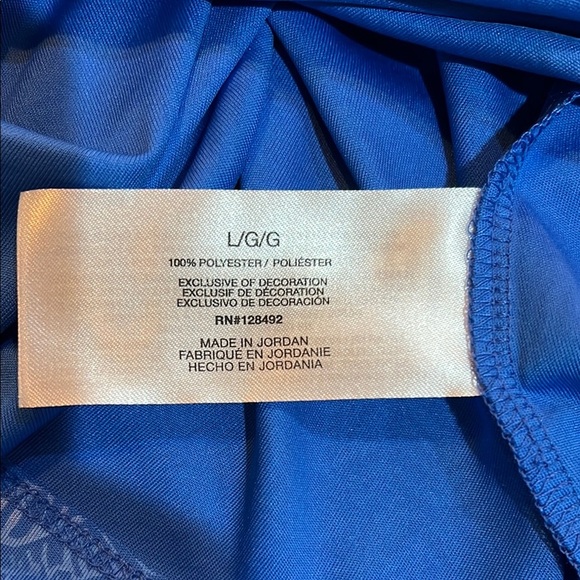 L/G/G
100% POLYESTER / POLIÉSTER
EXCLUSIVE OF DECORATION
EXCLUSIF DE DÉCORATION
EXCLUSIVO DE DECORACIÓN
RN#128492
MADE IN JORDAN
FABRIQUÉ EN JORDANIE
HECHO EN JORDANIA